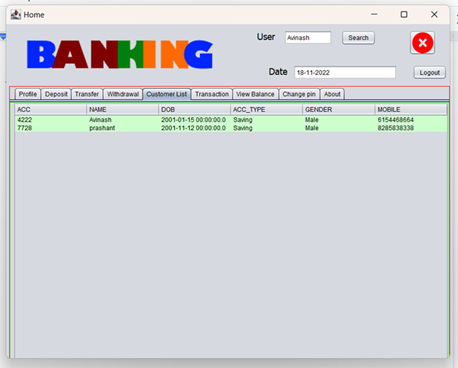 Home
BANKING
User Avinash Search
Date 18-11-2022 Logout
Profile Deposit Transfer Withdrawal Customer List Transaction View Balance Change pin About
ACC NAME DOB ACC_TYPE GENDER MOBILE
4222 Avinash 2001-01-15 00:00:00.0 Saving Male 6154468664
7728 prashant 2001-11-12 00:00:00.0 Saving Male 8285838338